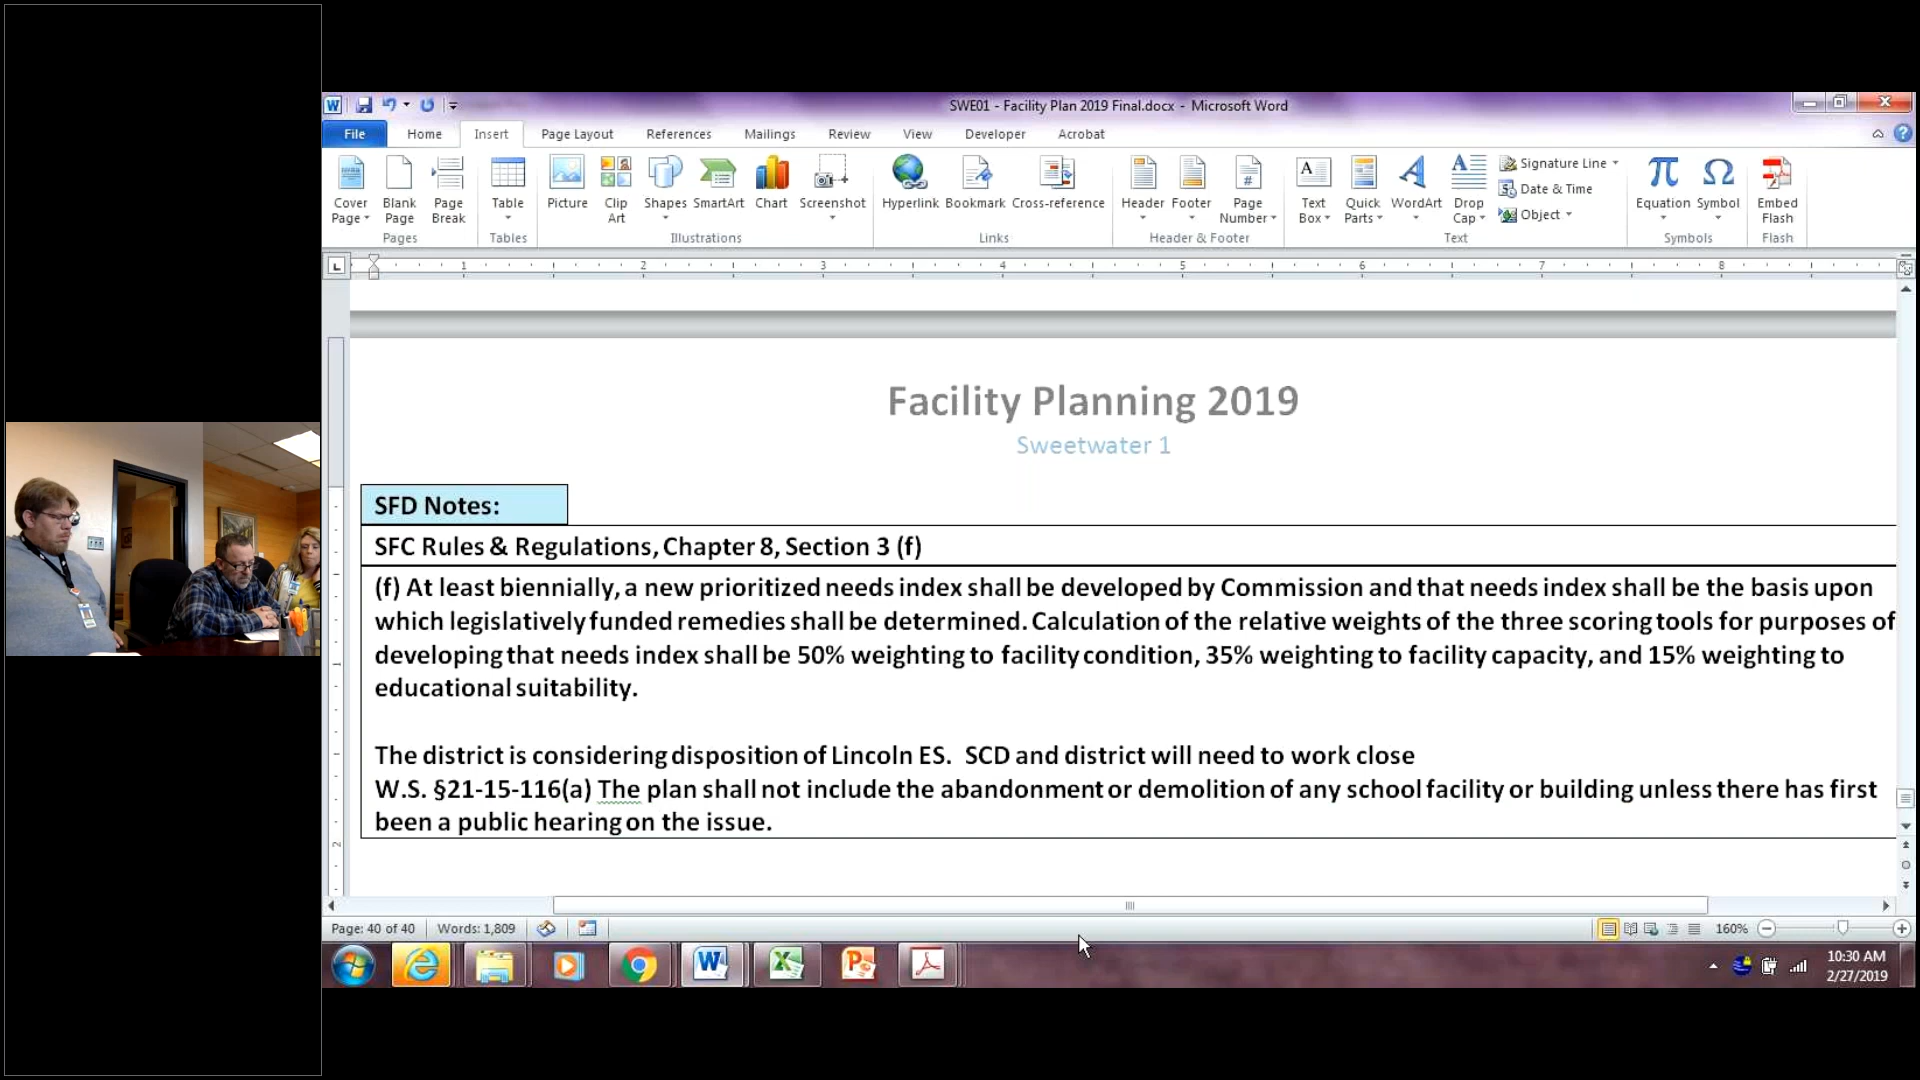 SWE01 - Facility Plan 2019 Final.docx - Microsoft Word
File Home Insert Page Layout References Mailings Review View Developer Acrobat
Cover Page Blank Page Page Break Table Picture Clip Art Shapes SmartArt Chart Screenshot Hyperlink Bookmark Cross-reference Header Footer Page Number Text Box Quick Parts WordArt Drop Cap Signature Line Date & Time Object Equation Symbol Embed Flash
Pages Tables Illustrations Links Header & Footer Text Symbols Flash
1 2 3 4 5 6 7 8
Facility Planning 2019
Sweetwater 1
SFD Notes:
SFC Rules & Regulations, Chapter 8, Section 3 (f)
(f) At least biennially, a new prioritized needs index shall be developed by Commission and that needs index shall be the basis upon
which legislatively funded remedies shall be determined. Calculation of the relative weights of the three scoring tools for purposes of
developing that needs index shall be 50% weighting to facility condition, 35% weighting to facility capacity, and 15% weighting to
educational suitability.
The district is considering disposition of Lincoln ES. SCD and district will need to work close
W.S. §21-15-116(a) The plan shall not include the abandonment or demolition of any school facility or building unless there has first
been a public hearing on the issue.
Page: 40 of 40 Words: 1,809 160%
10:30 AM
2/27/2019